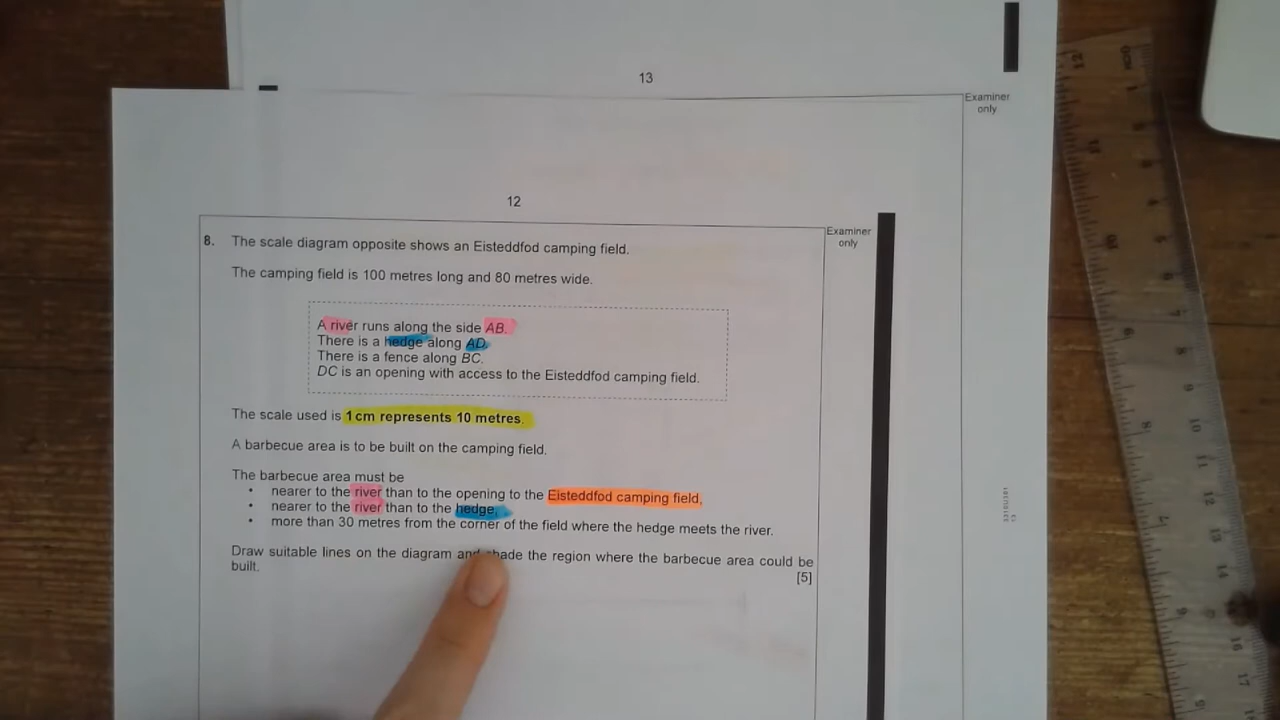 13
Examiner
only
12
Examiner
only
8. The scale diagram opposite shows an Eisteddfod camping field.
The camping field is 100 metres long and 80 metres wide.
A river runs along the side AB.
There is a hedge along AD.
There is a fence along BC.
DC is an opening with access to the Eisteddfod camping field.
The scale used is 1 cm represents 10 metres.
A barbecue area is to be built on the camping field.
The barbecue area must be
• nearer to the river than to the opening to the Eisteddfod camping field,
• nearer to the river than to the hedge,
• more than 30 metres from the corner of the field where the hedge meets the river.
Draw suitable lines on the diagram and shade the region where the barbecue area could be
built.
[5]